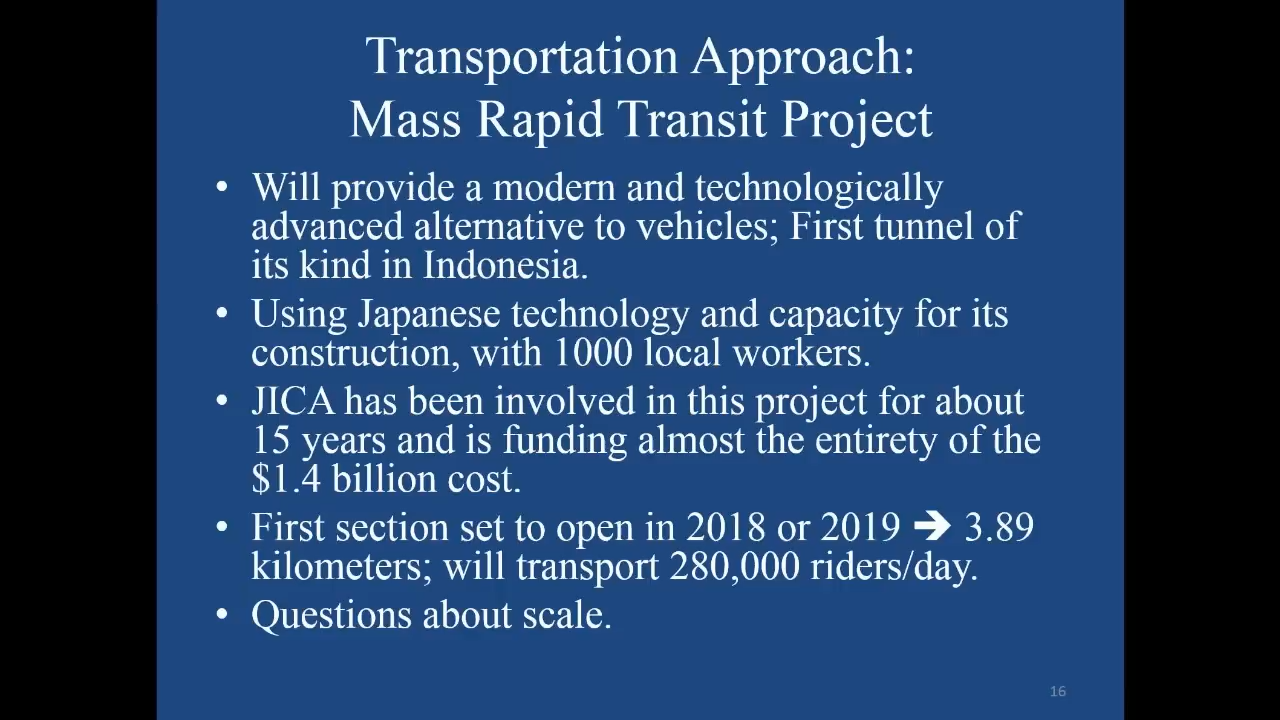 Transportation Approach:
Mass Rapid Transit Project
• Will provide a modern and technologically
advanced alternative to vehicles; First tunnel of
its kind in Indonesia.
• Using Japanese technology and capacity for its
construction, with 1000 local workers.
• JICA has been involved in this project for about
15 years and is funding almost the entirety of the
$1.4 billion cost.
• First section set to open in 2018 or 2019 ➔ 3.89
kilometers; will transport 280,000 riders/day.
• Questions about scale.
16